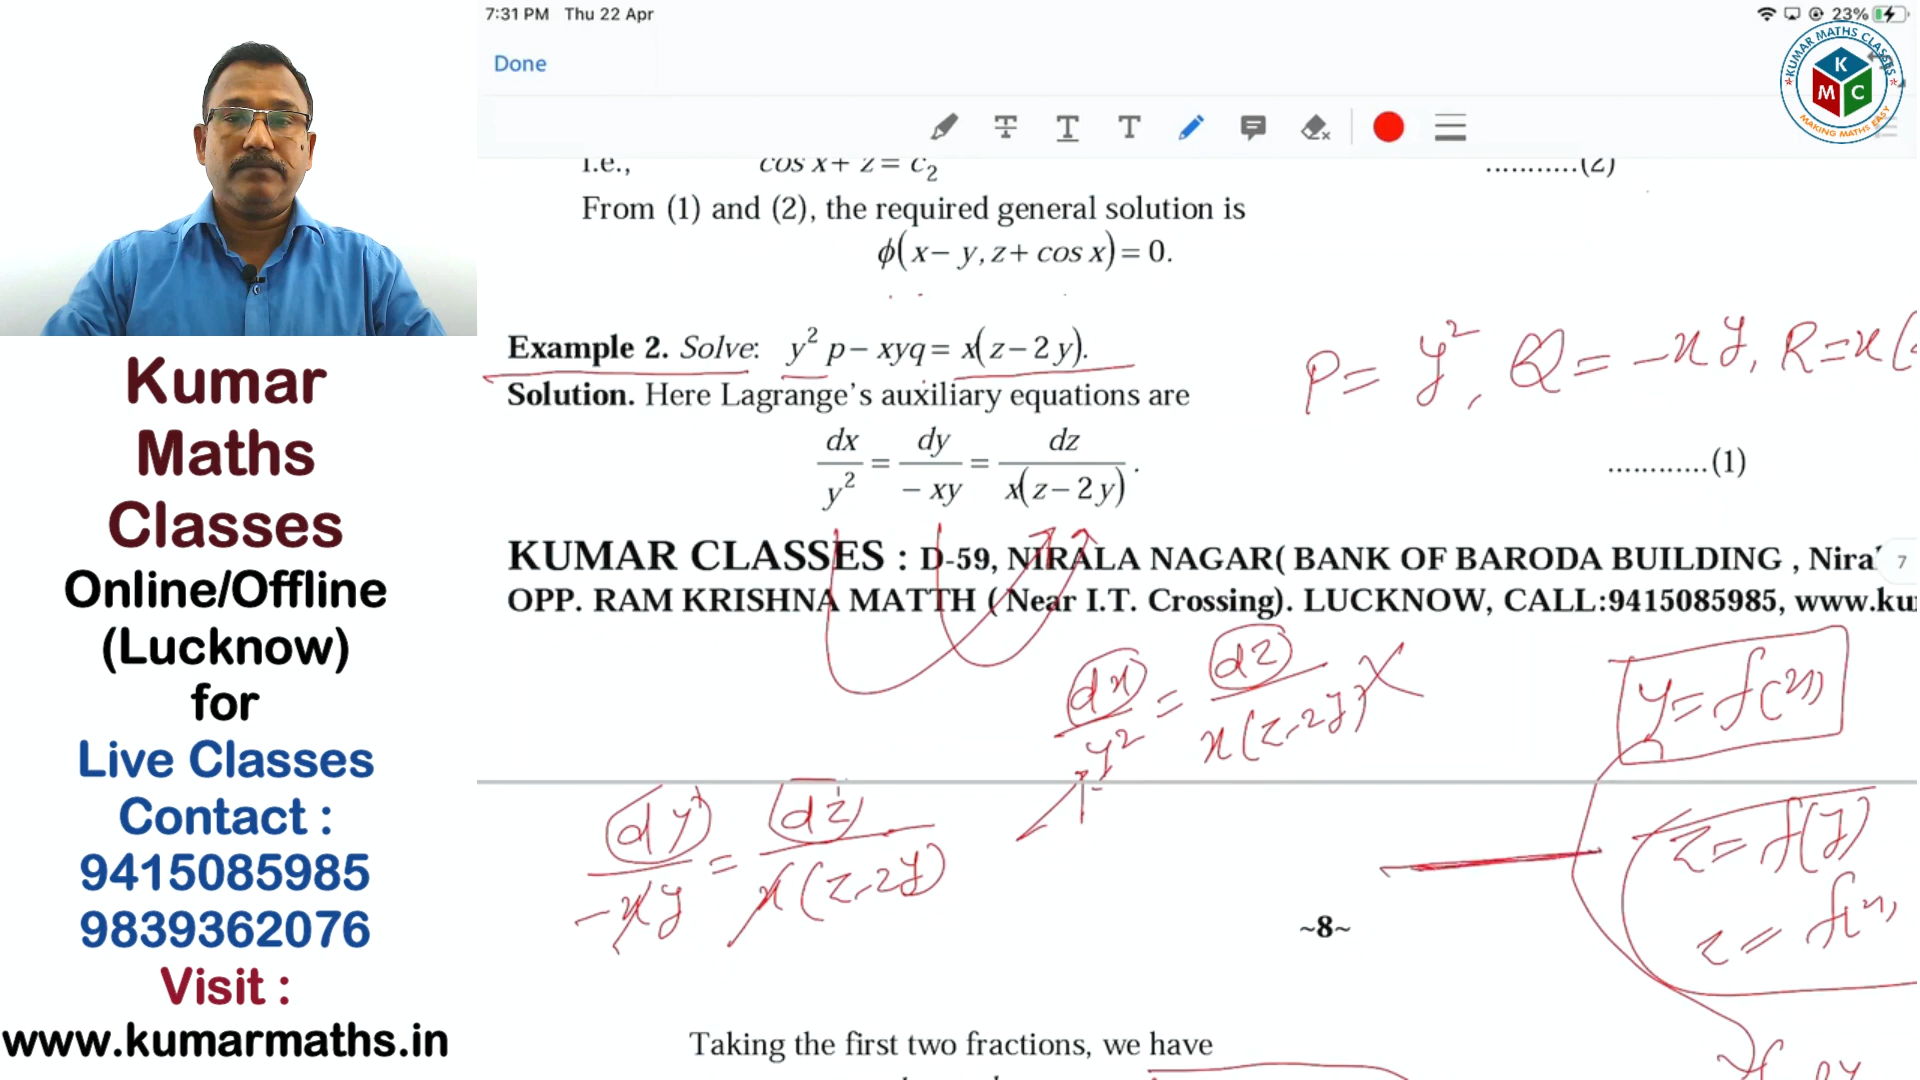 7:31 PM Thu 22 Apr
23%
Done
KUMAR MATHS CLASSES
K
M C
MAKING MATHS EASY
i.e., cos x + z = c₂ ...........(2)
From (1) and (2), the required general solution is
ϕ(x − y, z + cos x) = 0.
Example 2. Solve: y² p − xyq = x(z − 2y).
P = y², Q = −xy, R = x(
Solution. Here Lagrange's auxiliary equations are
dx/y² = dy/−xy = dz/x(z − 2y). ............(1)
KUMAR CLASSES : D-59, NIRALA NAGAR( BANK OF BARODA BUILDING , Niral
7
OPP. RAM KRISHNA MATTH ( Near I.T. Crossing). LUCKNOW, CALL:9415085985, www.ku
dx/y² = dz/x(z-2y) X
y = f(x)
dy/−xy = dz/x(z-2y)
z = f(y)
z = f(x)
~8~
Taking the first two fractions, we have
Kumar
Maths
Classes
Online/Offline
(Lucknow)
for
Live Classes
Contact :
9415085985
9839362076
Visit :
www.kumarmaths.in